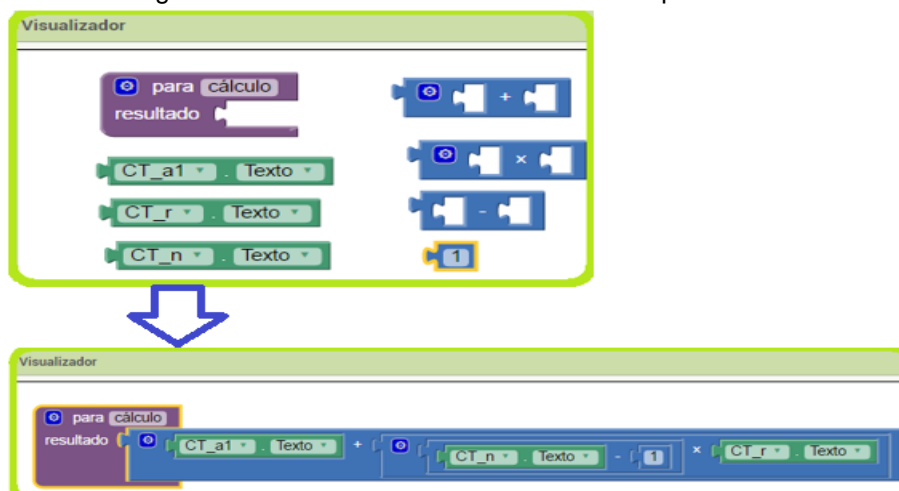 Visualizador
para cálculo
resultado
+
CT_a1 . Texto
×
CT_r . Texto
-
CT_n . Texto
1
Visualizador
para cálculo
resultado CT_a1 . Texto + CT_n . Texto - 1 × CT_r . Texto